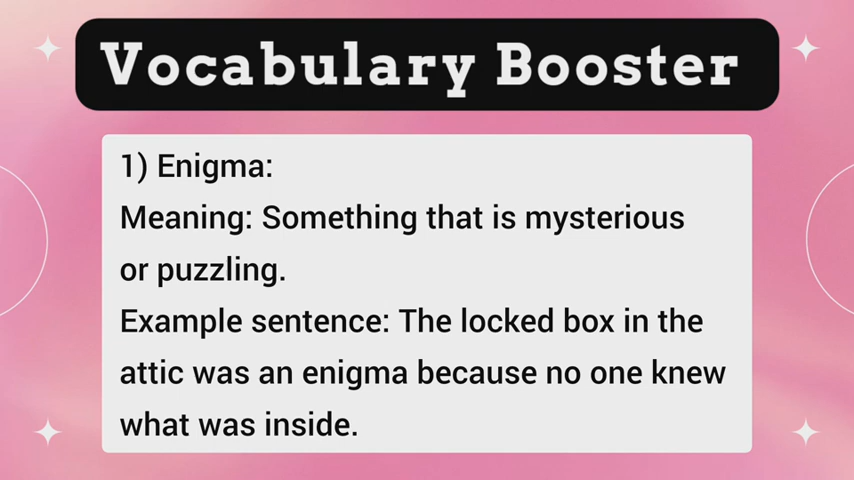 Vocabulary Booster
1) Enigma:
Meaning: Something that is mysterious
or puzzling.
Example sentence: The locked box in the
attic was an enigma because no one knew
what was inside.